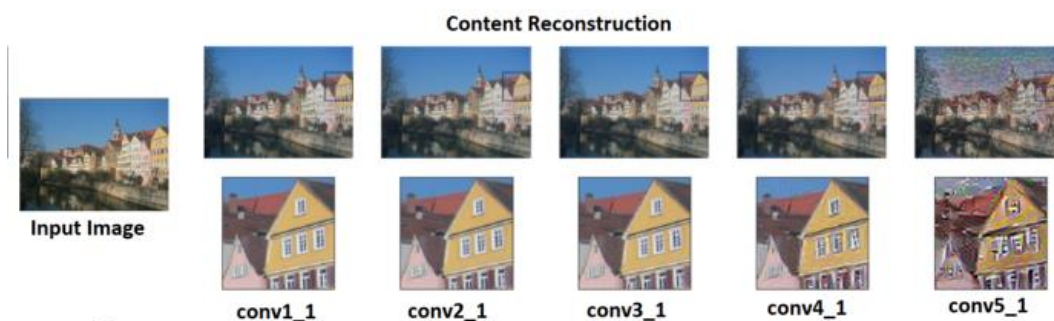 Content Reconstruction
Input Image
conv1_1
conv2_1
conv3_1
conv4_1
conv5_1